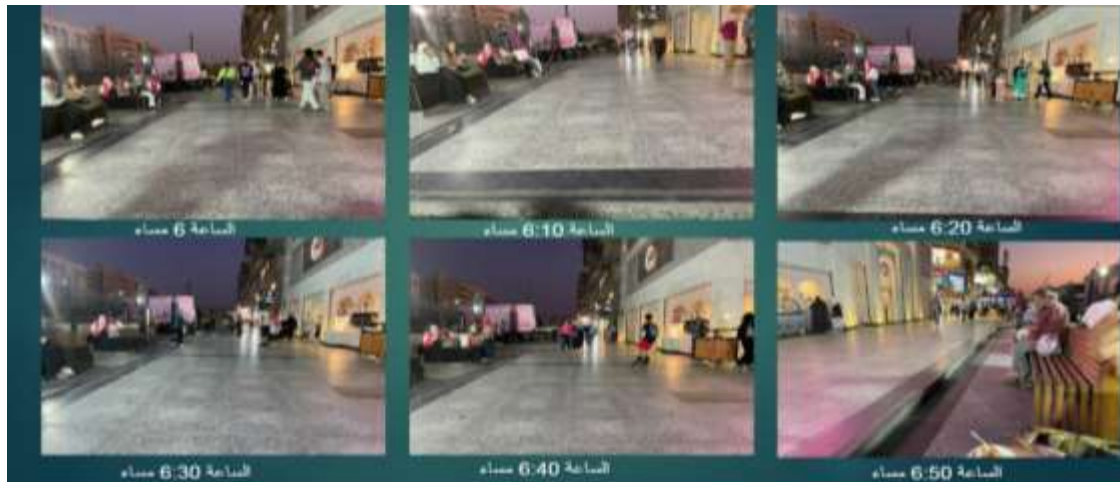 الساعة 6 مساء
الساعة 6:10 مساء
الساعة 6:20 مساء
الساعة 6:30 مساء
الساعة 6:40 مساء
الساعة 6:50 مساء